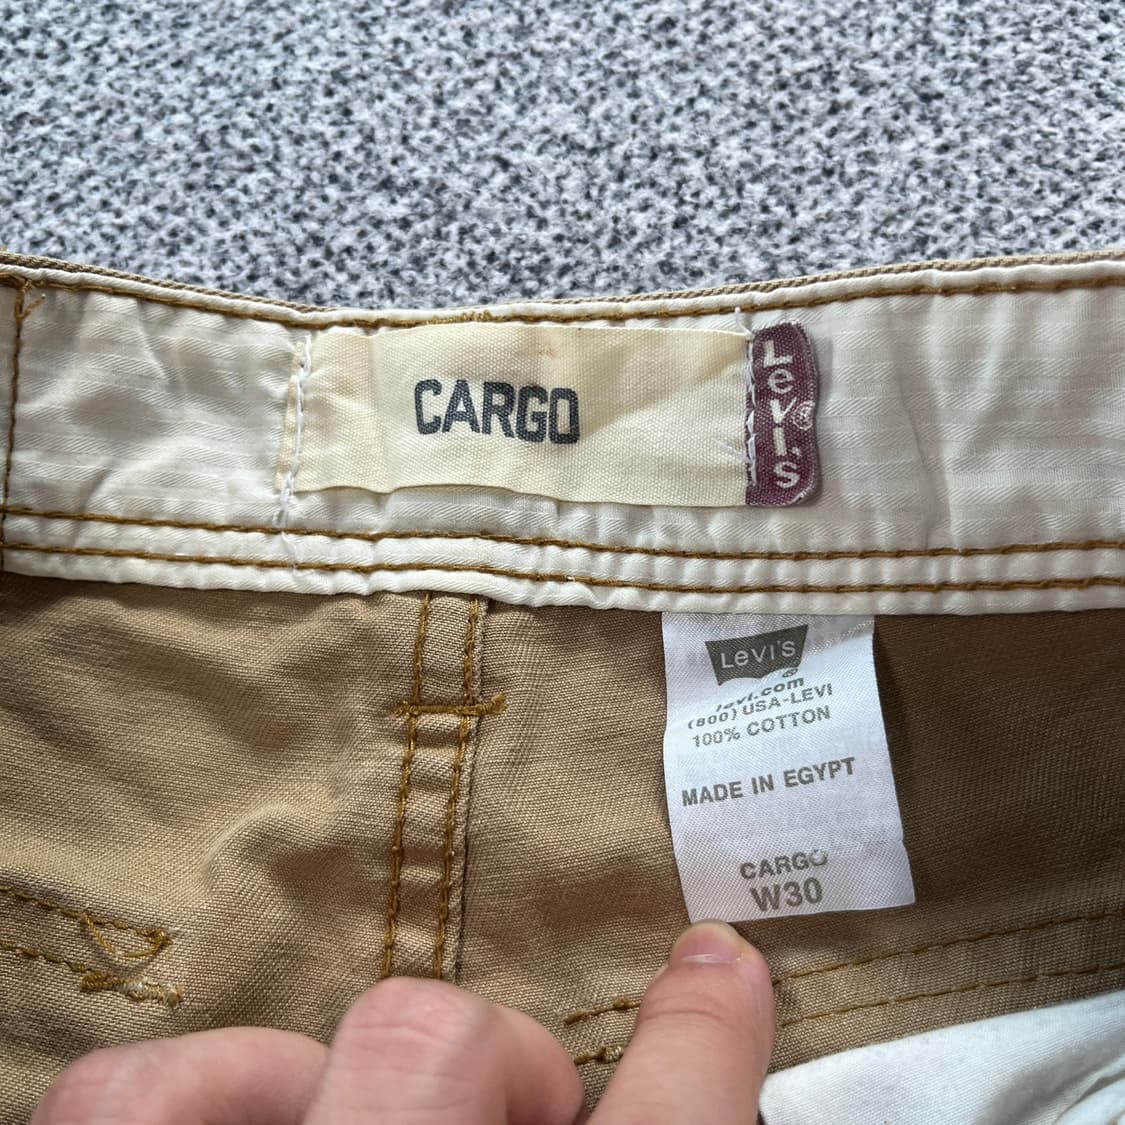 CARGO
Levi's
LEVI'S
levi.com
(800) USA-LEVI
100% COTTON
MADE IN EGYPT
CARGO
W30